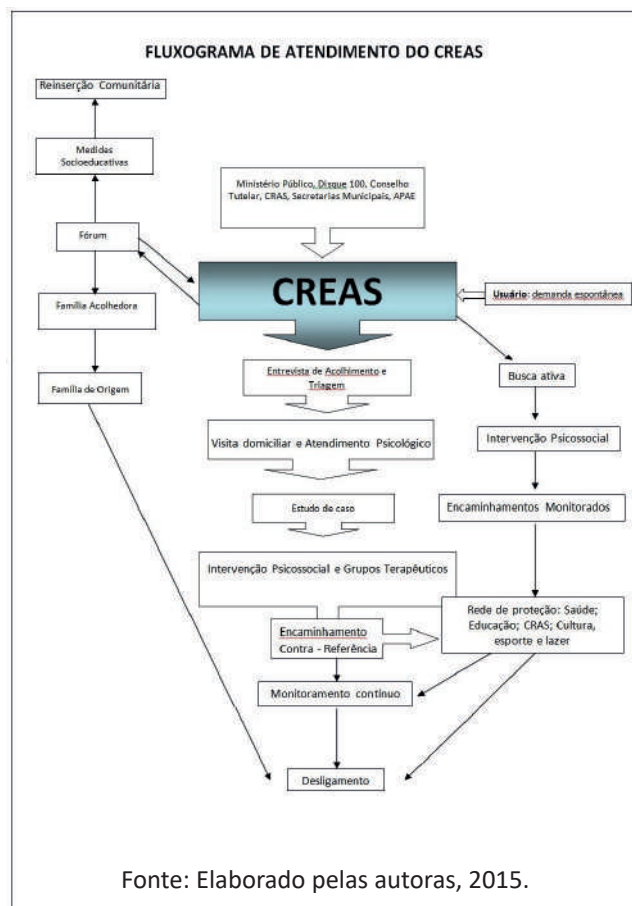 FLUXOGRAMA DE ATENDIMENTO DO CREAS
Reinserção Comunitária
Medidas
Socioeducativas
Fórum
Família Acolhedora
Família de Origem
Ministério Público, Disque 100, Conselho
Tutelar, CRAS, Secretarias Municipais, APAE
CREAS
Usuário: demanda espontânea
Entrevista de Acolhimento e
Triagem
Visita domiciliar e Atendimento Psicológico
Estudo de caso
Intervenção Psicossocial e Grupos Terapêuticos
Encaminhamento
Contra - Referência
Monitoramento contínuo
Desligamento
Busca ativa
Intervenção Psicossocial
Encaminhamentos Monitorados
Rede de proteção: Saúde;
Educação; CRAS; Cultura,
esporte e lazer
Fonte: Elaborado pelas autoras, 2015.